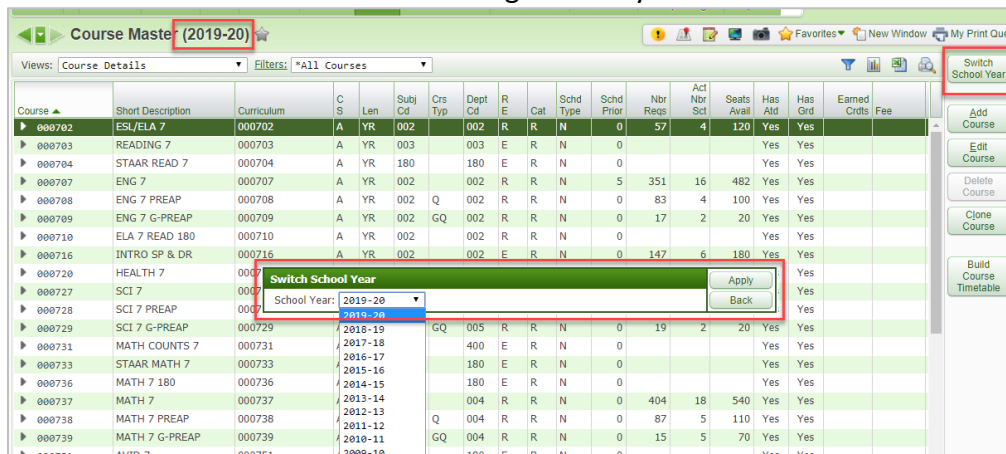 Course Master (2019-20)
Favorites New Window My Print Que
Views: Course Details Filters: *All Courses
Switch School Year
Course Short Description Curriculum C S Len Subj Cd Crs Typ Dept Cd R E Cat Schd Type Schd Prior Nbr Reqs Act Nbr Sct Seats Avail Has Atd Has Grd Earned Crdts Fee
000702 ESL/ELA 7 000702 A YR 002 002 R R N 0 57 4 120 Yes Yes
000703 READING 7 000703 A YR 003 003 E R N 0 Yes Yes
000704 STAAR READ 7 000704 A YR 180 180 E R N 0 Yes Yes
000707 ENG 7 000707 A YR 002 002 R R N 5 351 16 482 Yes Yes
000708 ENG 7 PREAP 000708 A YR 002 Q 002 R R N 0 83 4 100 Yes Yes
000709 ENG 7 G-PREAP 000709 A YR 002 GQ 002 R R N 0 17 2 20 Yes Yes
000710 ELA 7 READ 180 000710 A YR 002 002 R R N 0 Yes Yes
000716 INTRO SP & DR 000716 A YR 002 002 E R N 0 147 6 180 Yes Yes
000720 HEALTH 7 0007 Yes
000727 SCI 7 000 Yes
000728 SCI 7 PREAP 000 Yes
000729 SCI 7 G-PREAP 000729 GQ 005 R R N 0 19 2 20 Yes Yes
000731 MATH COUNTS 7 000731 400 E R N 0 Yes Yes
000733 STAAR MATH 7 000733 180 E R N 0 Yes Yes
000736 MATH 7 180 000736 180 E R N 0 Yes Yes
000737 MATH 7 000737 004 R R N 0 404 18 540 Yes Yes
000738 MATH 7 PREAP 000738 Q 004 R R N 0 87 5 110 Yes Yes
000739 MATH 7 G-PREAP 000739 GQ 004 R R N 0 15 5 70 Yes Yes
Switch School Year
School Year: 2019-20
Apply
Back
2019-20
2018-19
2017-18
2016-17
2015-16
2014-15
2013-14
2012-13
2011-12
2010-11
2009-10
Add Course
Edit Course
Delete Course
Clone Course
Build Course Timetable